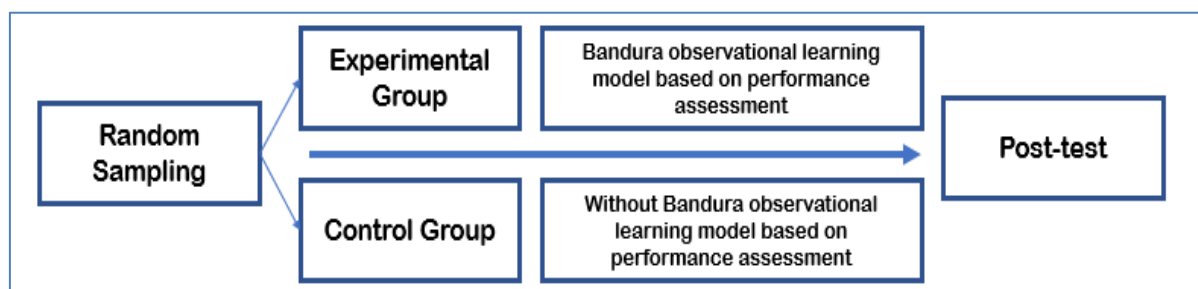 Random
Sampling
Experimental
Group
Bandura observational learning
model based on performance
assessment
Control Group
Without Bandura observational
learning model based on
performance assessment
Post-test